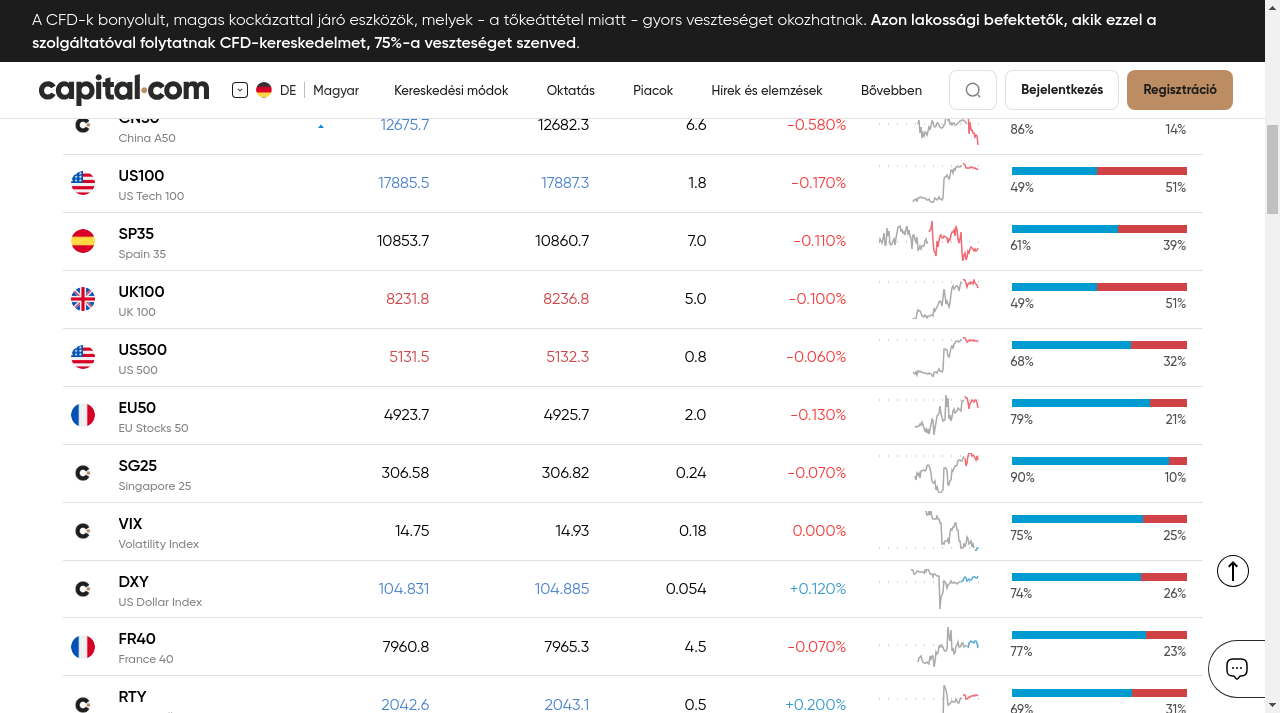 A CFD-k bonyolult, magas kockázattal járó eszközök, melyek - a tőkeáttétel miatt - gyors veszteséget okozhatnak. Azon lakossági befektetők, akik ezzel a
szolgáltatóval folytatnak CFD-kereskedelmet, 75%-a veszteséget szenved.
capital.com DE Magyar Kereskedési módok Oktatás Piacok Hírek és elemzések Bővebben Bejelentkezés Regisztráció
CN50 12675.7 12682.3 6.6 -0.580% 86% 14%
China A50
US100 17885.5 17887.3 1.8 -0.170% 49% 51%
US Tech 100
SP35 10853.7 10860.7 7.0 -0.110% 61% 39%
Spain 35
UK100 8231.8 8236.8 5.0 -0.100% 49% 51%
UK 100
US500 5131.5 5132.3 0.8 -0.060% 68% 32%
US 500
EU50 4923.7 4925.7 2.0 -0.130% 79% 21%
EU Stocks 50
SG25 306.58 306.82 0.24 -0.070% 90% 10%
Singapore 25
VIX 14.75 14.93 0.18 0.000% 75% 25%
Volatility Index
DXY 104.831 104.885 0.054 +0.120% 74% 26%
US Dollar Index
FR40 7960.8 7965.3 4.5 -0.070% 77% 23%
France 40
RTY 2042.6 2043.1 0.5 +0.200% 69% 31%